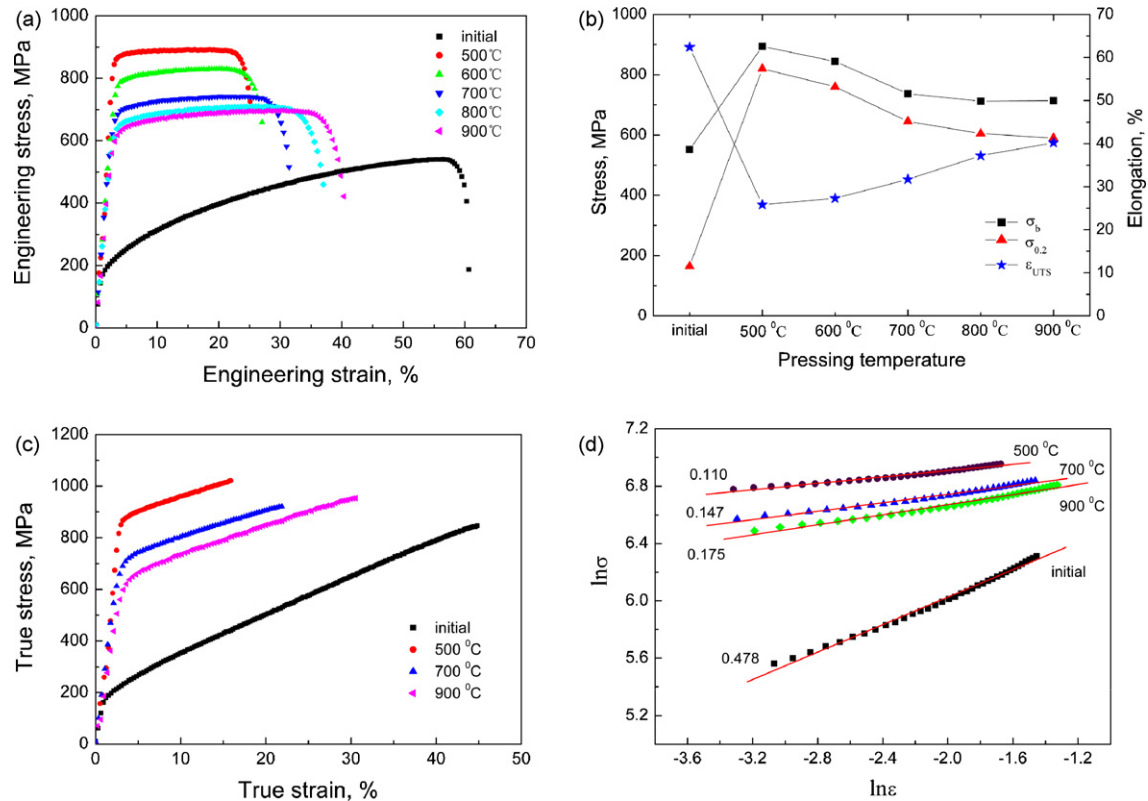 (a)
Engineering stress, MPa
1000
800
600
400
200
0
0 10 20 30 40 50 60 70
Engineering strain, %
initial
500℃
600℃
700℃
800℃
900℃
(b)
Stress, MPa
1000
800
600
400
200
0
70
60
50
40
30
20
10
0
Elongation, %
σb
σ0.2
εUTS
initial 500 ⁰C 600 ⁰C 700 ⁰C 800 ⁰C 900 ⁰C
Pressing temperature
(c)
True stress, MPa
1200
1000
800
600
400
200
0
0 10 20 30 40 50
True strain, %
initial
500 ⁰C
700 ⁰C
900 ⁰C
(d)
lnσ
7.2
6.8
6.4
6.0
5.6
5.2
0.110
0.147
0.175
0.478
500 ⁰C
700 ⁰C
900 ⁰C
initial
-3.6 -3.2 -2.8 -2.4 -2.0 -1.6 -1.2
lnε